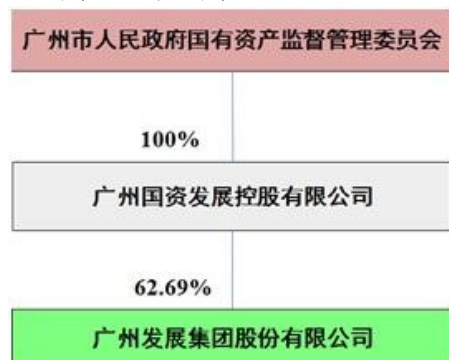 广州市人民政府国有资产监督管理委员会
100%
广州国资发展控股有限公司
62.69%
广州发展集团股份有限公司